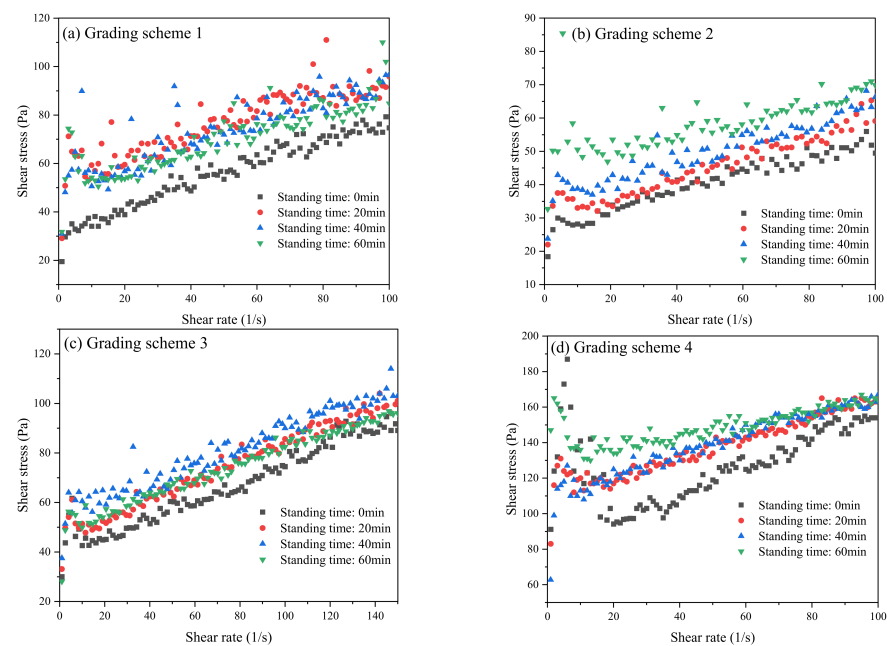 (a) Grading scheme 1
120
100
80
60
40
20
Shear stress (Pa)
Standing time: 0min
Standing time: 20min
Standing time: 40min
Standing time: 60min
0 20 40 60 80 100
Shear rate (1/s)
(b) Grading scheme 2
90
80
70
60
50
40
30
20
10
Shear stress (Pa)
Standing time: 0min
Standing time: 20min
Standing time: 40min
Standing time: 60min
0 20 40 60 80 100
Shear rate (1/s)
(c) Grading scheme 3
120
100
80
60
40
20
Shear stress (Pa)
Standing time: 0min
Standing time: 20min
Standing time: 40min
Standing time: 60min
0 20 40 60 80 100 120 140
Shear rate (1/s)
(d) Grading scheme 4
200
180
160
140
120
100
80
60
Shear stress (Pa)
Standing time: 0min
Standing time: 20min
Standing time: 40min
Standing time: 60min
0 20 40 60 80 100
Shear rate (1/s)